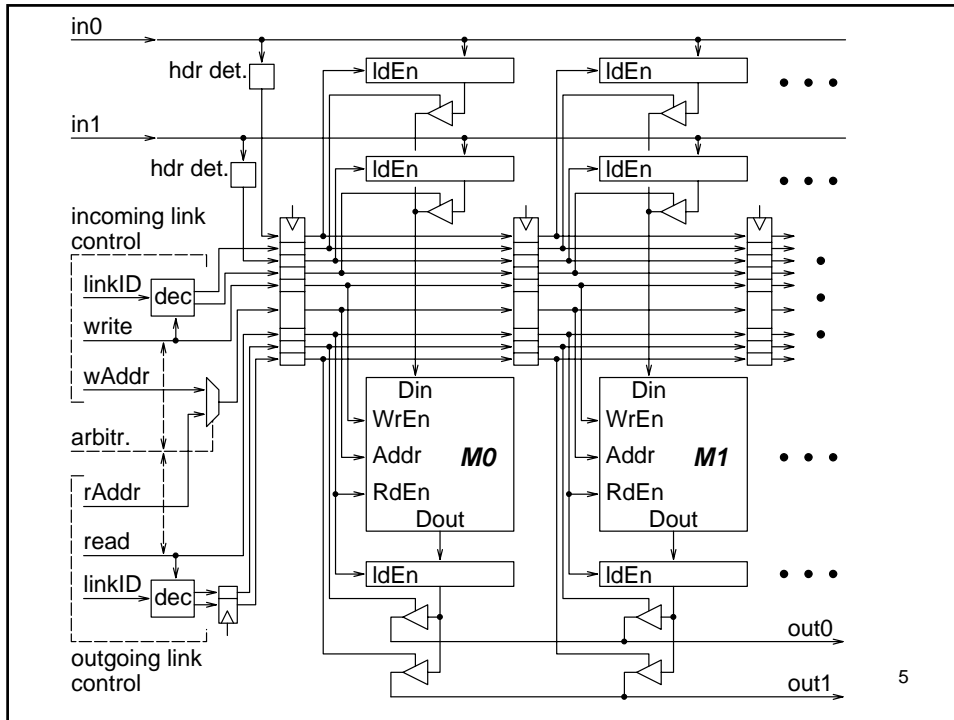 in0
hdr det.
ldEn
ldEn
in1
hdr det.
ldEn
ldEn
incoming link
control
linkID
dec
write
wAddr
arbitr.
rAddr
read
linkID
dec
outgoing link
control
Din
WrEn
Addr
M0
RdEn
Dout
Din
WrEn
Addr
M1
RdEn
Dout
ldEn
ldEn
out0
out1
5